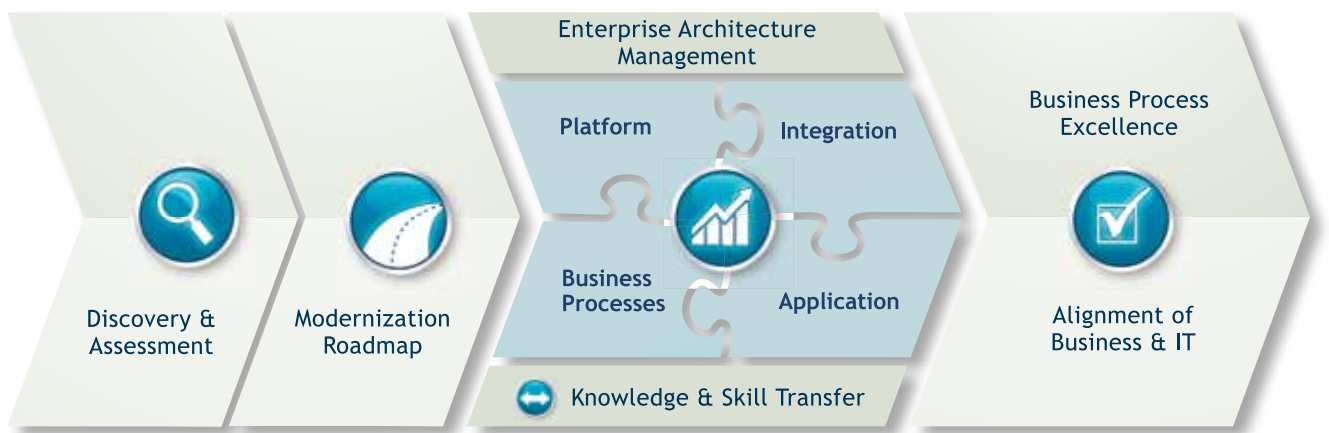 Discovery &
Assessment
Modernization
Roadmap
Enterprise Architecture
Management
Platform
Integration
Business
Processes
Application
Knowledge & Skill Transfer
Business Process
Excellence
Alignment of
Business & IT